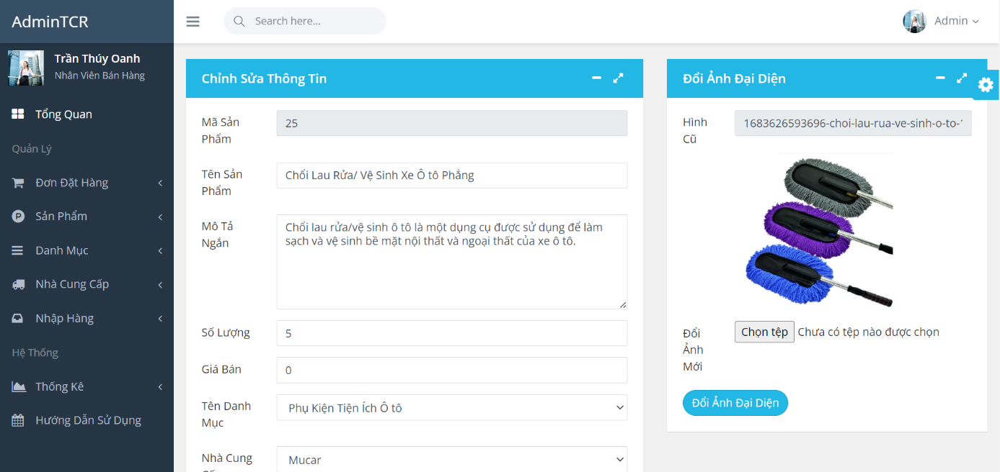 AdminTCR
Search here...
Admin
Trần Thúy Oanh
Nhân Viên Bán Hàng
Tổng Quan
Quản Lý
Đơn Đặt Hàng
Sản Phẩm
Danh Mục
Nhà Cung Cấp
Nhập Hàng
Hệ Thống
Thống Kê
Hướng Dẫn Sử Dụng
Chỉnh Sửa Thông Tin
Mã Sản
Phẩm
25
Tên Sản
Phẩm
Chổi Lau Rửa/ Vệ Sinh Xe Ô tô Phẳng
Mô Tả
Ngắn
Chổi lau rửa/vệ sinh ô tô là một dụng cụ được sử dụng để làm
sạch và vệ sinh bề mặt nội thất và ngoại thất của xe ô tô.
Số Lượng
5
Giá Bán
0
Tên Danh
Mục
Phụ Kiện Tiện Ích Ô tô
Nhà Cung
Mucar
Đổi Ảnh Đại Diện
Hình
Cũ
1683626593696-choi-lau-rua-ve-sinh-o-to-
Đổi
Ảnh
Mới
Chọn tệp Chưa có tệp nào được chọn
Đổi Ảnh Đại Diện